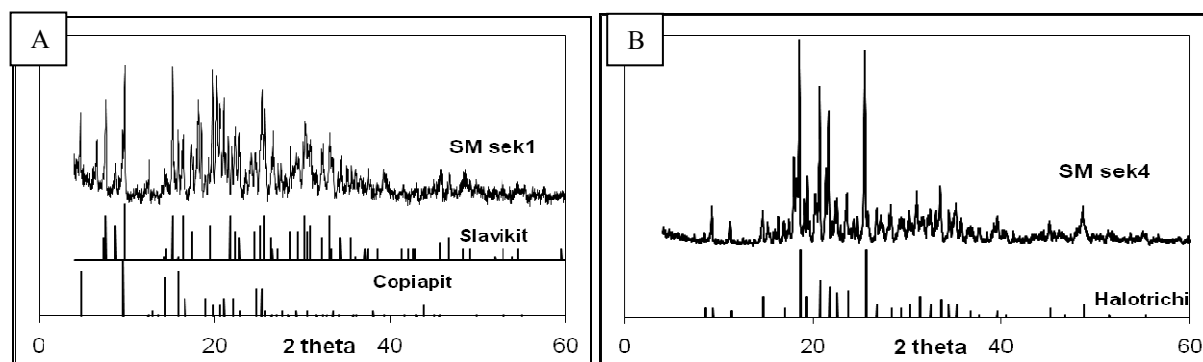 A
SM sek1
Slavikit
Copiapit
0 20 40 60
2 theta
B
SM sek4
Halotrichi
0 20 40 60
2 theta